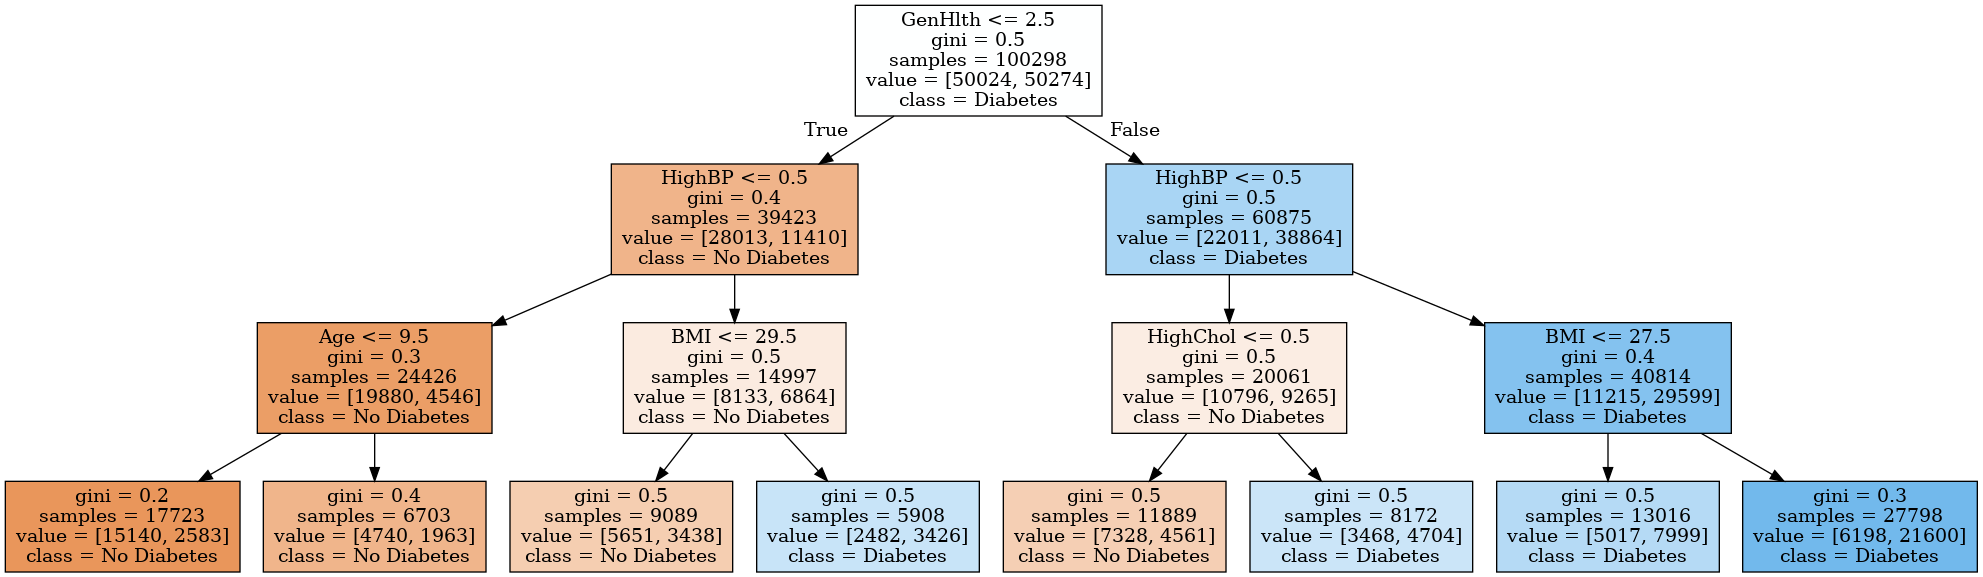 GenHlth <= 2.5
gini = 0.5
samples = 100298
value = [50024, 50274]
class = Diabetes
True
False
HighBP <= 0.5
gini = 0.4
samples = 39423
value = [28013, 11410]
class = No Diabetes
HighBP <= 0.5
gini = 0.5
samples = 60875
value = [22011, 38864]
class = Diabetes
Age <= 9.5
gini = 0.3
samples = 24426
value = [19880, 4546]
class = No Diabetes
BMI <= 29.5
gini = 0.5
samples = 14997
value = [8133, 6864]
class = No Diabetes
HighChol <= 0.5
gini = 0.5
samples = 20061
value = [10796, 9265]
class = No Diabetes
BMI <= 27.5
gini = 0.4
samples = 40814
value = [11215, 29599]
class = Diabetes
gini = 0.2
samples = 17723
value = [15140, 2583]
class = No Diabetes
gini = 0.4
samples = 6703
value = [4740, 1963]
class = No Diabetes
gini = 0.5
samples = 9089
value = [5651, 3438]
class = No Diabetes
gini = 0.5
samples = 5908
value = [2482, 3426]
class = Diabetes
gini = 0.5
samples = 11889
value = [7328, 4561]
class = No Diabetes
gini = 0.5
samples = 8172
value = [3468, 4704]
class = Diabetes
gini = 0.5
samples = 13016
value = [5017, 7999]
class = Diabetes
gini = 0.3
samples = 27798
value = [6198, 21600]
class = Diabetes